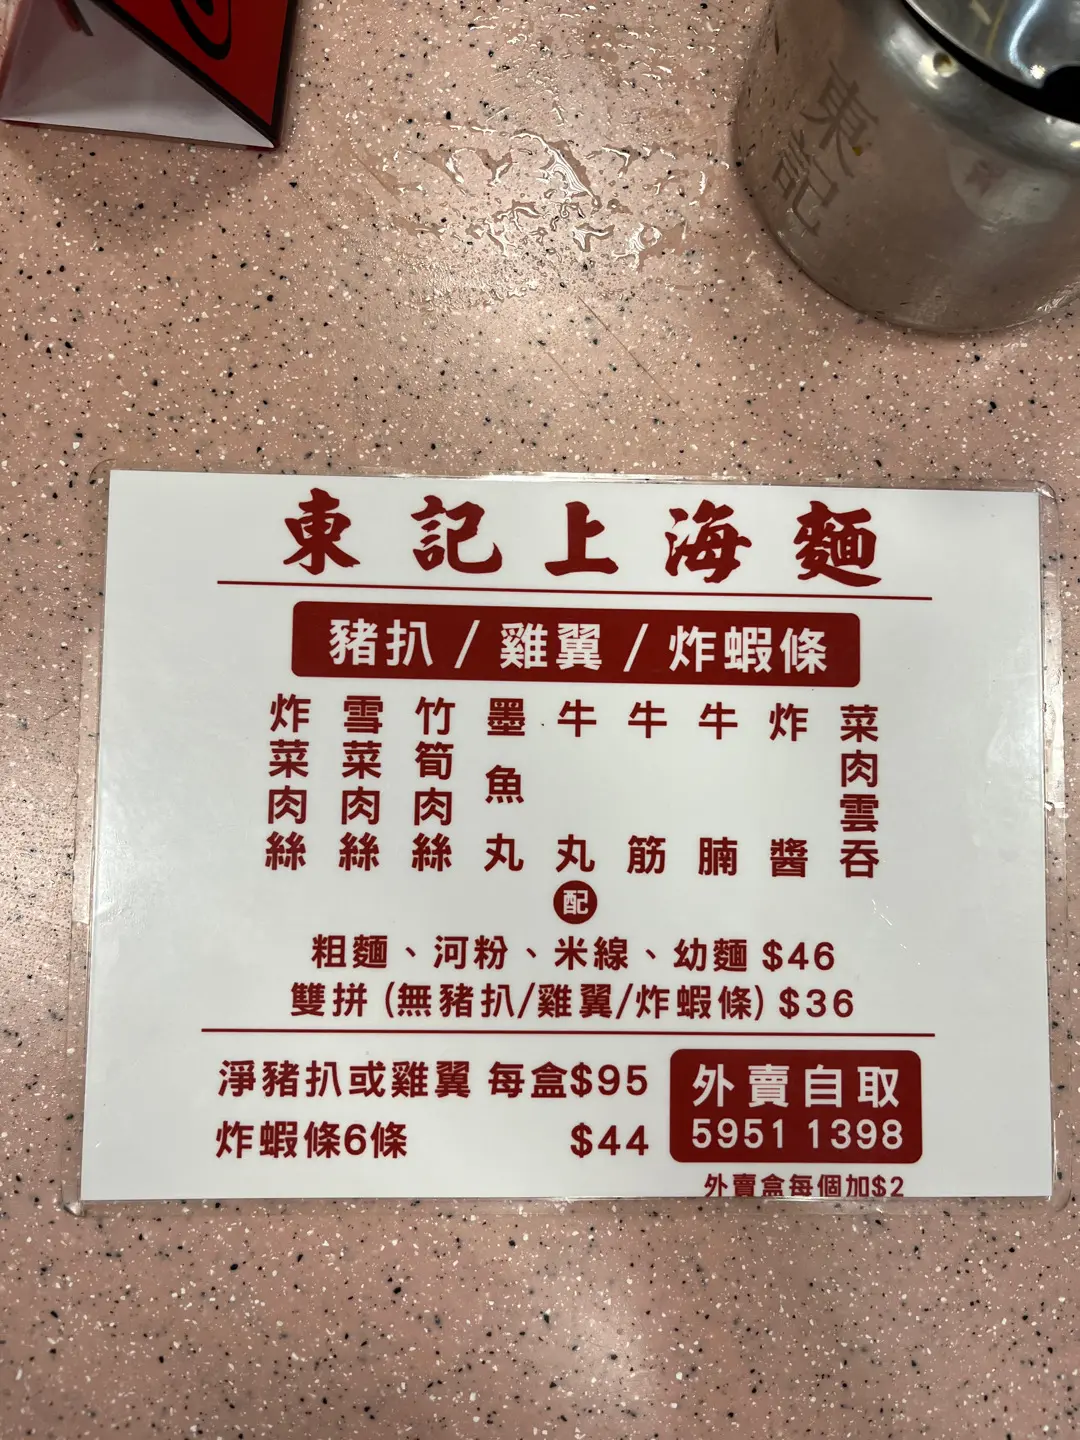 東記
東記上海麵
豬扒/雞翼/炸蝦條
炸菜肉絲
雪菜肉絲
竹筍肉絲
墨魚丸
牛丸
牛筋
牛腩
炸醬
菜肉雲吞
配
粗麵、河粉、米線、幼麵 $46
雙拼 (無豬扒/雞翼/炸蝦條) $36
淨豬扒或雞翼 每盒$95
炸蝦條6條 $44
外賣自取
5951 1398
外賣盒每個加$2